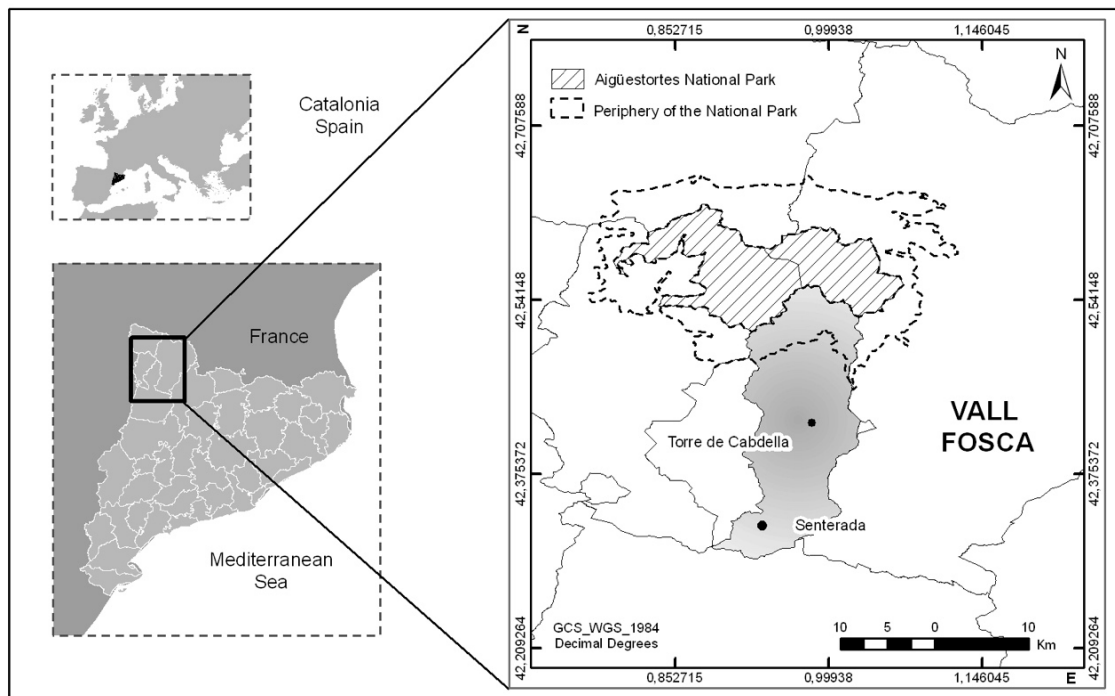 Catalonia
Spain
France
Mediterranean
Sea
N
0,852715
0,99938
1,146045
N
Aigüestortes National Park
Periphery of the National Park
42,707588
42,707588
42,54148
42,54148
VALL
FOSCA
Torre de Cabdella
42,375372
42,375372
Senterada
GCS_WGS_1984
Decimal Degrees
10 5 0 10
Km
42,209264
42,209264
0,852715
0,99938
1,146045
E